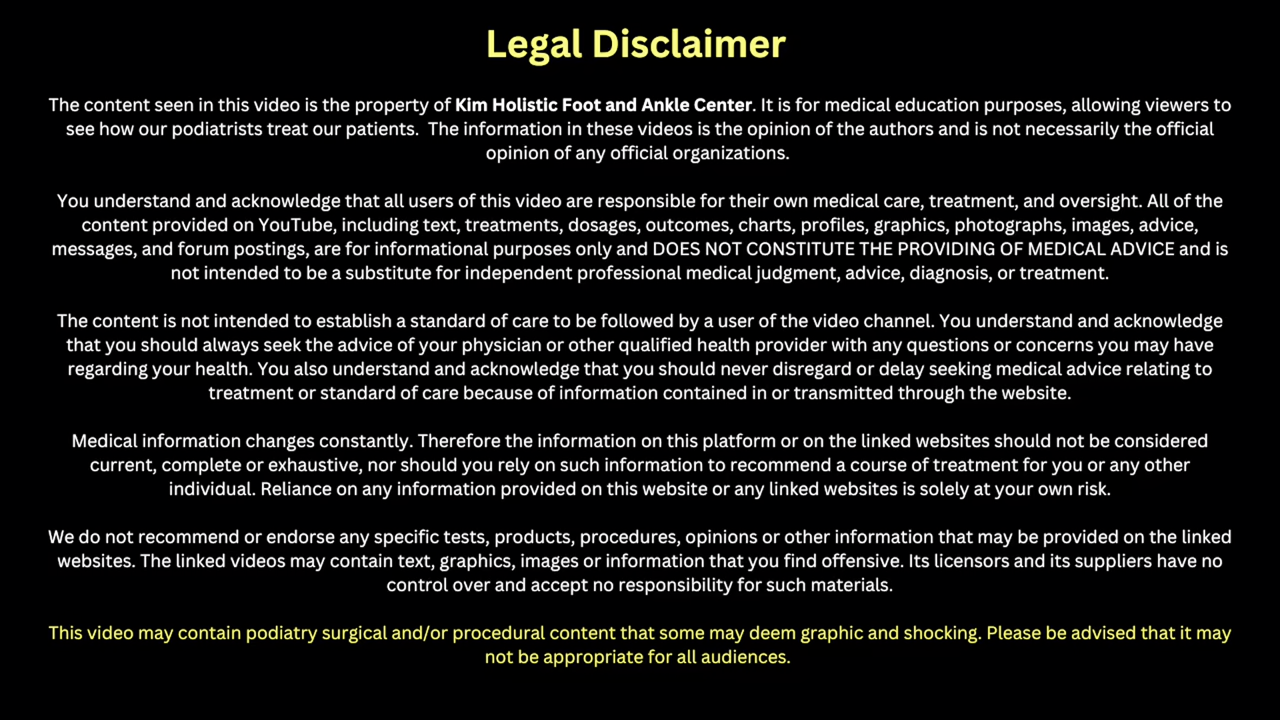 Legal Disclaimer
The content seen in this video is the property of Kim Holistic Foot and Ankle Center. It is for medical education purposes, allowing viewers to
see how our podiatrists treat our patients.  The information in these videos is the opinion of the authors and is not necessarily the official
opinion of any official organizations.
You understand and acknowledge that all users of this video are responsible for their own medical care, treatment, and oversight. All of the
content provided on YouTube, including text, treatments, dosages, outcomes, charts, profiles, graphics, photographs, images, advice,
messages, and forum postings, are for informational purposes only and DOES NOT CONSTITUTE THE PROVIDING OF MEDICAL ADVICE and is
not intended to be a substitute for independent professional medical judgment, advice, diagnosis, or treatment.
The content is not intended to establish a standard of care to be followed by a user of the video channel. You understand and acknowledge
that you should always seek the advice of your physician or other qualified health provider with any questions or concerns you may have
regarding your health. You also understand and acknowledge that you should never disregard or delay seeking medical advice relating to
treatment or standard of care because of information contained in or transmitted through the website.
Medical information changes constantly. Therefore the information on this platform or on the linked websites should not be considered
current, complete or exhaustive, nor should you rely on such information to recommend a course of treatment for you or any other
individual. Reliance on any information provided on this website or any linked websites is solely at your own risk.
We do not recommend or endorse any specific tests, products, procedures, opinions or other information that may be provided on the linked
websites. The linked videos may contain text, graphics, images or information that you find offensive. Its licensors and its suppliers have no
control over and accept no responsibility for such materials.
This video may contain podiatry surgical and/or procedural content that some may deem graphic and shocking. Please be advised that it may
not be appropriate for all audiences.